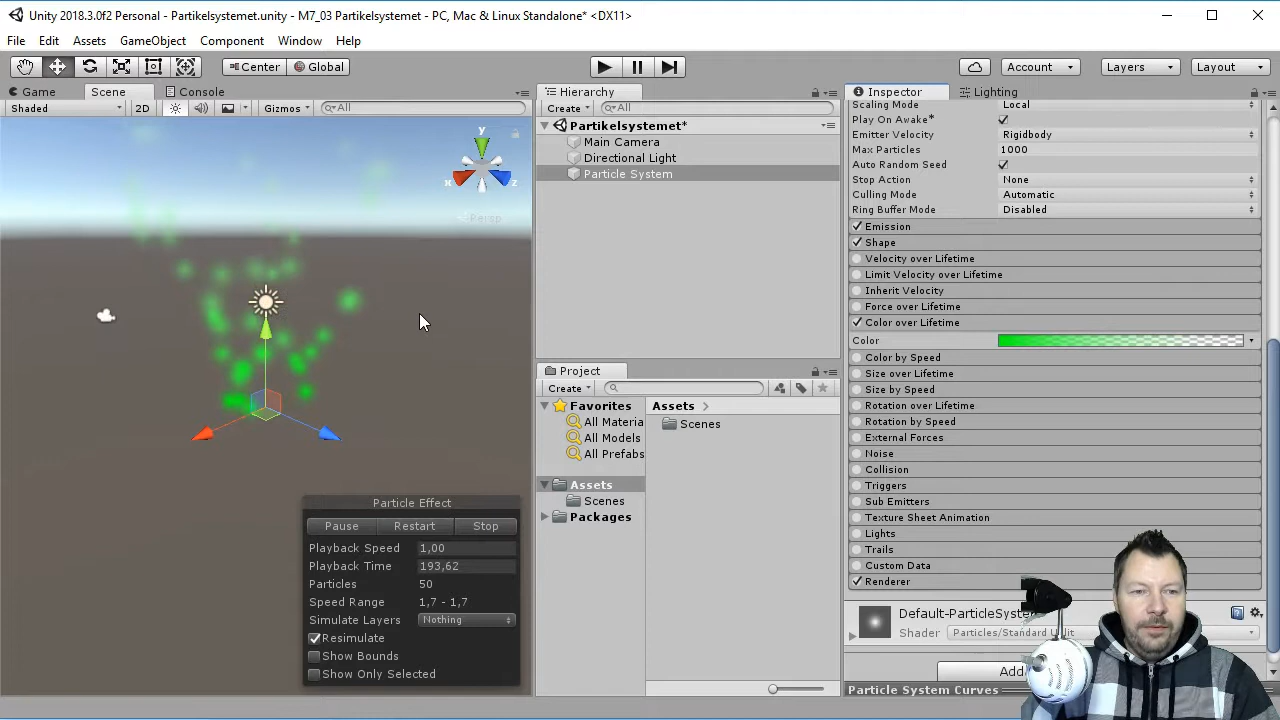 Unity 2018.3.0f2 Personal - Partikelsystemet.unity - M7_03 Partikelsystemet - PC, Mac & Linux Standalone* <DX11>
File Edit Assets GameObject Component Window Help
Center Global Account Layers Layout
Game Scene Console
Shaded 2D Gizmos All
y
x z
Persp
Particle Effect
Pause Restart Stop
Playback Speed 1,00
Playback Time 193,62
Particles 50
Speed Range 1,7 - 1,7
Simulate Layers Nothing
Resimulate
Show Bounds
Show Only Selected
Hierarchy
Create All
Partikelsystemet*
Main Camera
Directional Light
Particle System
Project
Create
Favorites
All Materia
All Models
All Prefabs
Assets
Scenes
Packages
Assets
Scenes
Inspector Lighting
Scaling Mode Local
Play On Awake*
Emitter Velocity Rigidbody
Max Particles 1000
Auto Random Seed
Stop Action None
Culling Mode Automatic
Ring Buffer Mode Disabled
Emission
Shape
Velocity over Lifetime
Limit Velocity over Lifetime
Inherit Velocity
Force over Lifetime
Color over Lifetime
Color
Color by Speed
Size over Lifetime
Size by Speed
Rotation over Lifetime
Rotation by Speed
External Forces
Noise
Collision
Triggers
Sub Emitters
Texture Sheet Animation
Lights
Trails
Custom Data
Renderer
Default-ParticleSyste
Shader Particles/Standard Unlit
Add
Particle System Curves